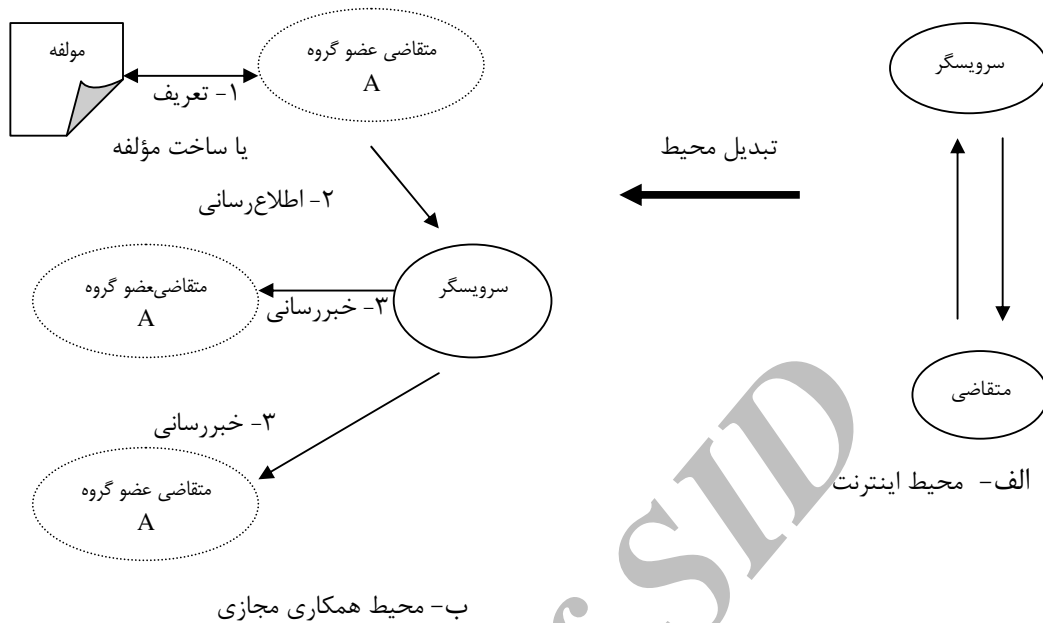 سرویسگر
متقاضی
الف- محیط اینترنت
تبدیل محیط
مولفه
متقاضی عضو گروه
A
۱- تعریف
یا ساخت مؤلفه
۲- اطلاع‌رسانی
سرویسگر
۳- خبررسانی
متقاضی‌عضو گروه
A
۳- خبررسانی
متقاضی عضو گروه
A
ب- محیط همکاری مجازی
f SID